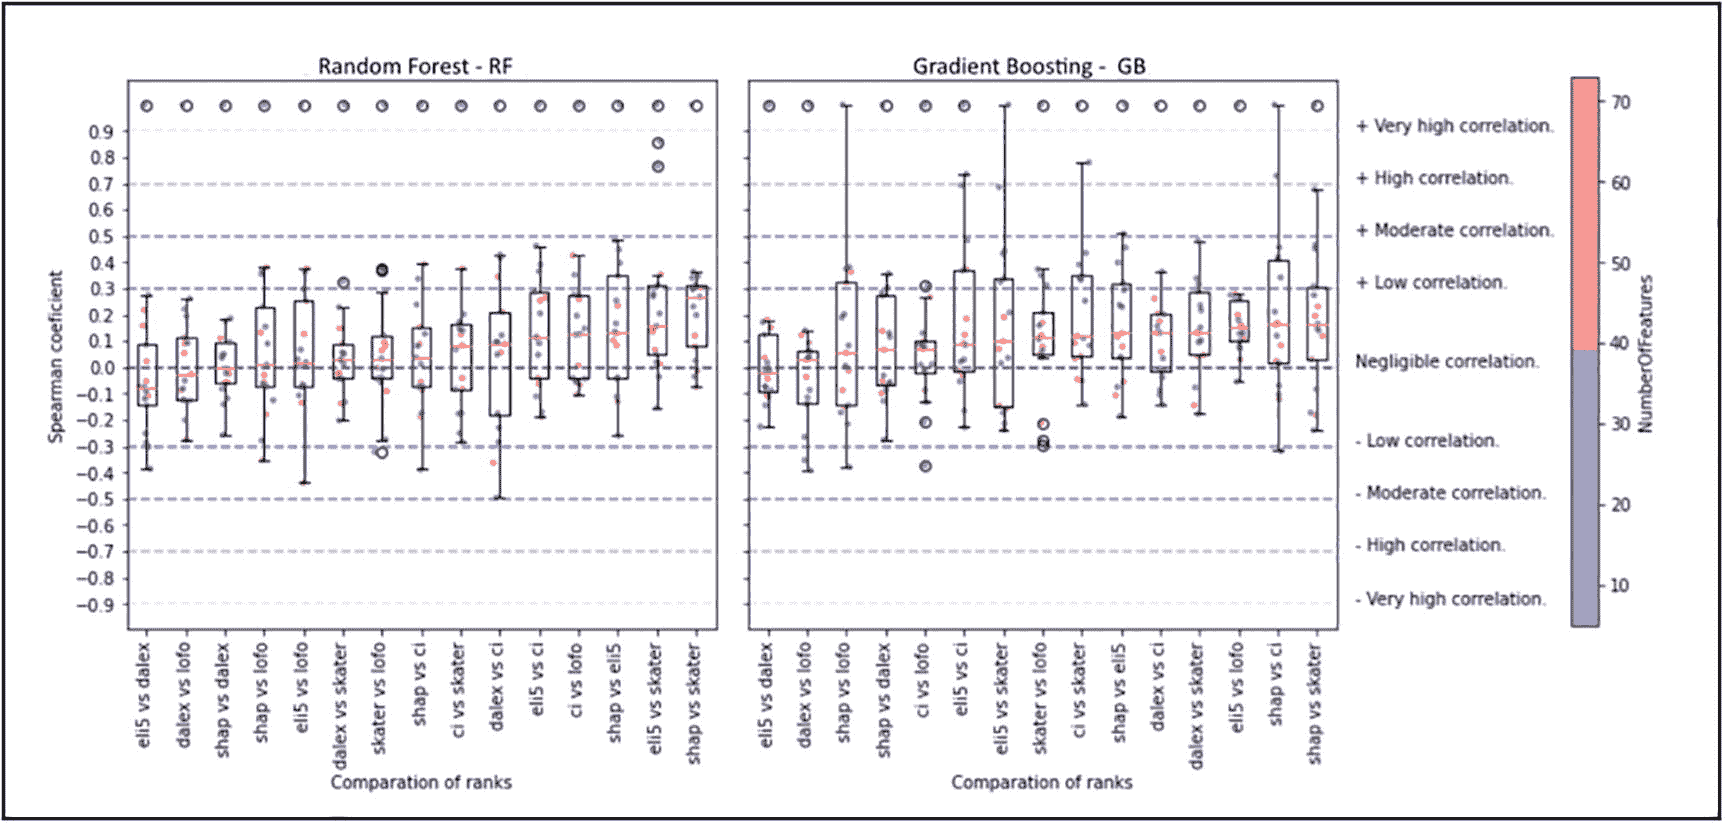 Random Forest - RF
Gradient Boosting - GB
Spearman coeficient
0.9
0.8
0.7
0.6
0.5
0.4
0.3
0.2
0.1
0.0
−0.1
−0.2
−0.3
−0.4
−0.5
−0.6
−0.7
−0.8
−0.9
eli5 vs dalex
dalex vs lofo
shap vs dalex
shap vs lofo
eli5 vs lofo
dalex vs skater
skater vs lofo
shap vs ci
ci vs skater
dalex vs ci
eli5 vs ci
ci vs lofo
shap vs eli5
eli5 vs skater
shap vs skater
Comparation of ranks
eli5 vs dalex
dalex vs lofo
shap vs lofo
shap vs dalex
ci vs lofo
eli5 vs ci
eli5 vs skater
skater vs lofo
ci vs skater
shap vs eli5
dalex vs ci
dalex vs skater
eli5 vs lofo
shap vs ci
shap vs skater
Comparation of ranks
+ Very high correlation.
+ High correlation.
+ Moderate correlation.
+ Low correlation.
Negligible correlation.
- Low correlation.
- Moderate correlation.
- High correlation.
- Very high correlation.
70
60
50
40
30
20
10
NumberOfFeatures